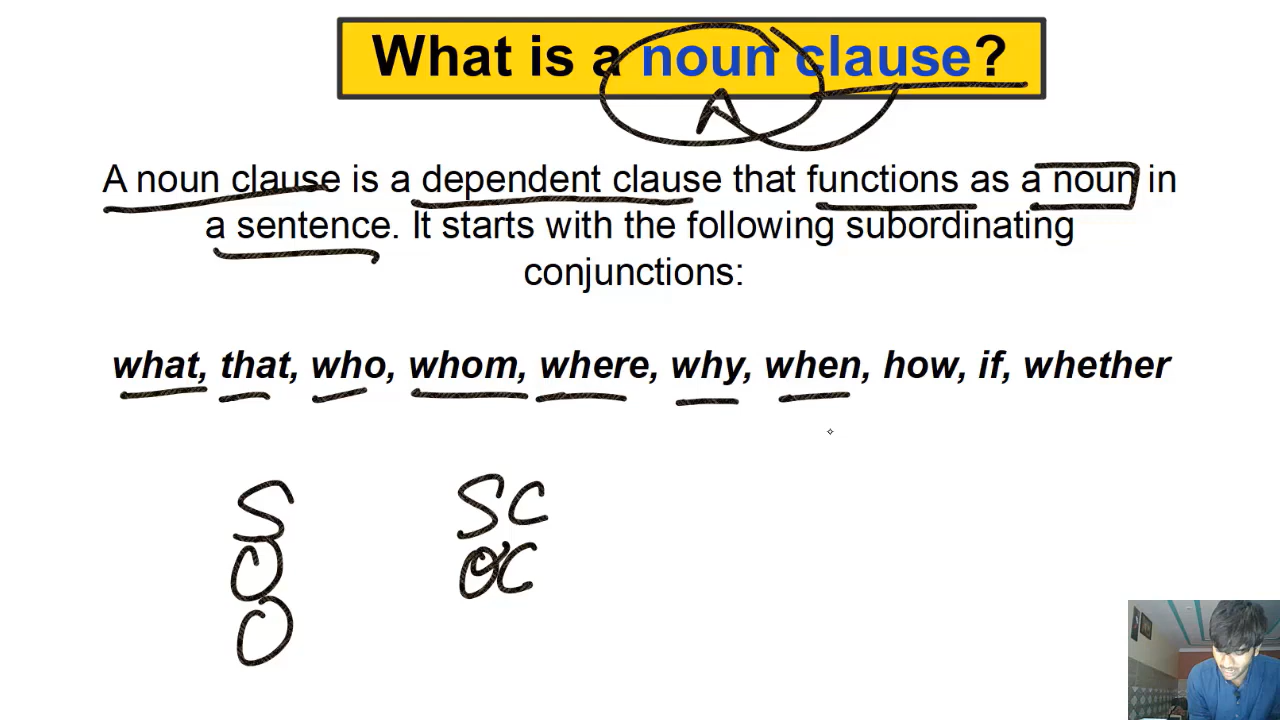 What is a noun clause?
A
A noun clause is a dependent clause that functions as a noun in
a sentence. It starts with the following subordinating
conjunctions:
what, that, who, whom, where, why, when, how, if, whether
S SC
O OC
O